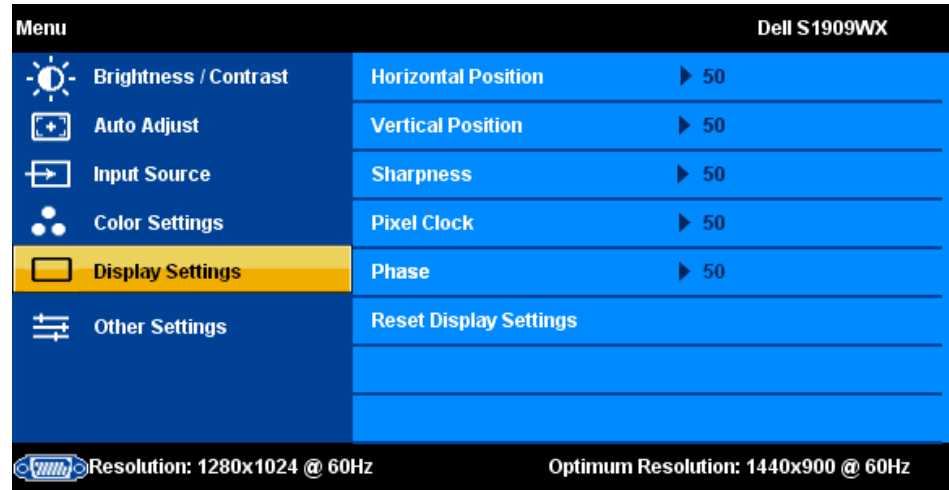 Menu Dell S1909WX
Brightness / Contrast Horizontal Position 50
Auto Adjust Vertical Position 50
Input Source Sharpness 50
Color Settings Pixel Clock 50
Display Settings Phase 50
Other Settings Reset Display Settings
Resolution: 1280x1024 @ 60Hz Optimum Resolution: 1440x900 @ 60Hz